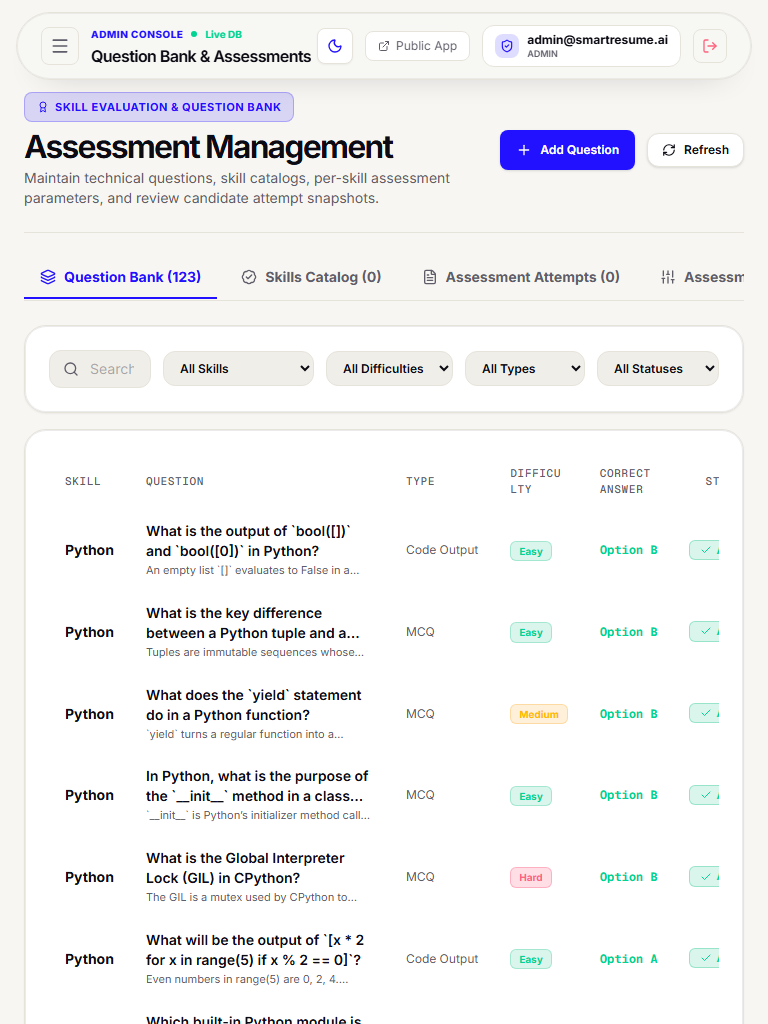 ADMIN CONSOLE Live DB
Question Bank & Assessments
Public App
admin@smartresume.ai
ADMIN
SKILL EVALUATION & QUESTION BANK
Assessment Management
Add Question
Refresh
Maintain technical questions, skill catalogs, per-skill assessment
parameters, and review candidate attempt snapshots.
Question Bank (123) Skills Catalog (0) Assessment Attempts (0) Assessm
Search All Skills All Difficulties All Types All Statuses
SKILL QUESTION TYPE DIFFICU
LTY CORRECT
ANSWER ST
What is the output of `bool([])`
and `bool([0])` in Python?
An empty list `[]` evaluates to False in a...
Python Code Output Easy Option B
What is the key difference
between a Python tuple and a...
Tuples are immutable sequences whose...
Python MCQ Easy Option B
What does the `yield` statement
do in a Python function?
`yield` turns a regular function into a...
Python MCQ Medium Option B
In Python, what is the purpose of
the `__init__` method in a class...
`__init__` is Python's initializer method call...
Python MCQ Easy Option B
What is the Global Interpreter
Lock (GIL) in CPython?
The GIL is a mutex used by CPython to...
Python MCQ Hard Option B
What will be the output of `[x * 2
for x in range(5) if x % 2 == 0]`?
Even numbers in range(5) are 0, 2, 4....
Python Code Output Easy Option A
Which built-in Python module is